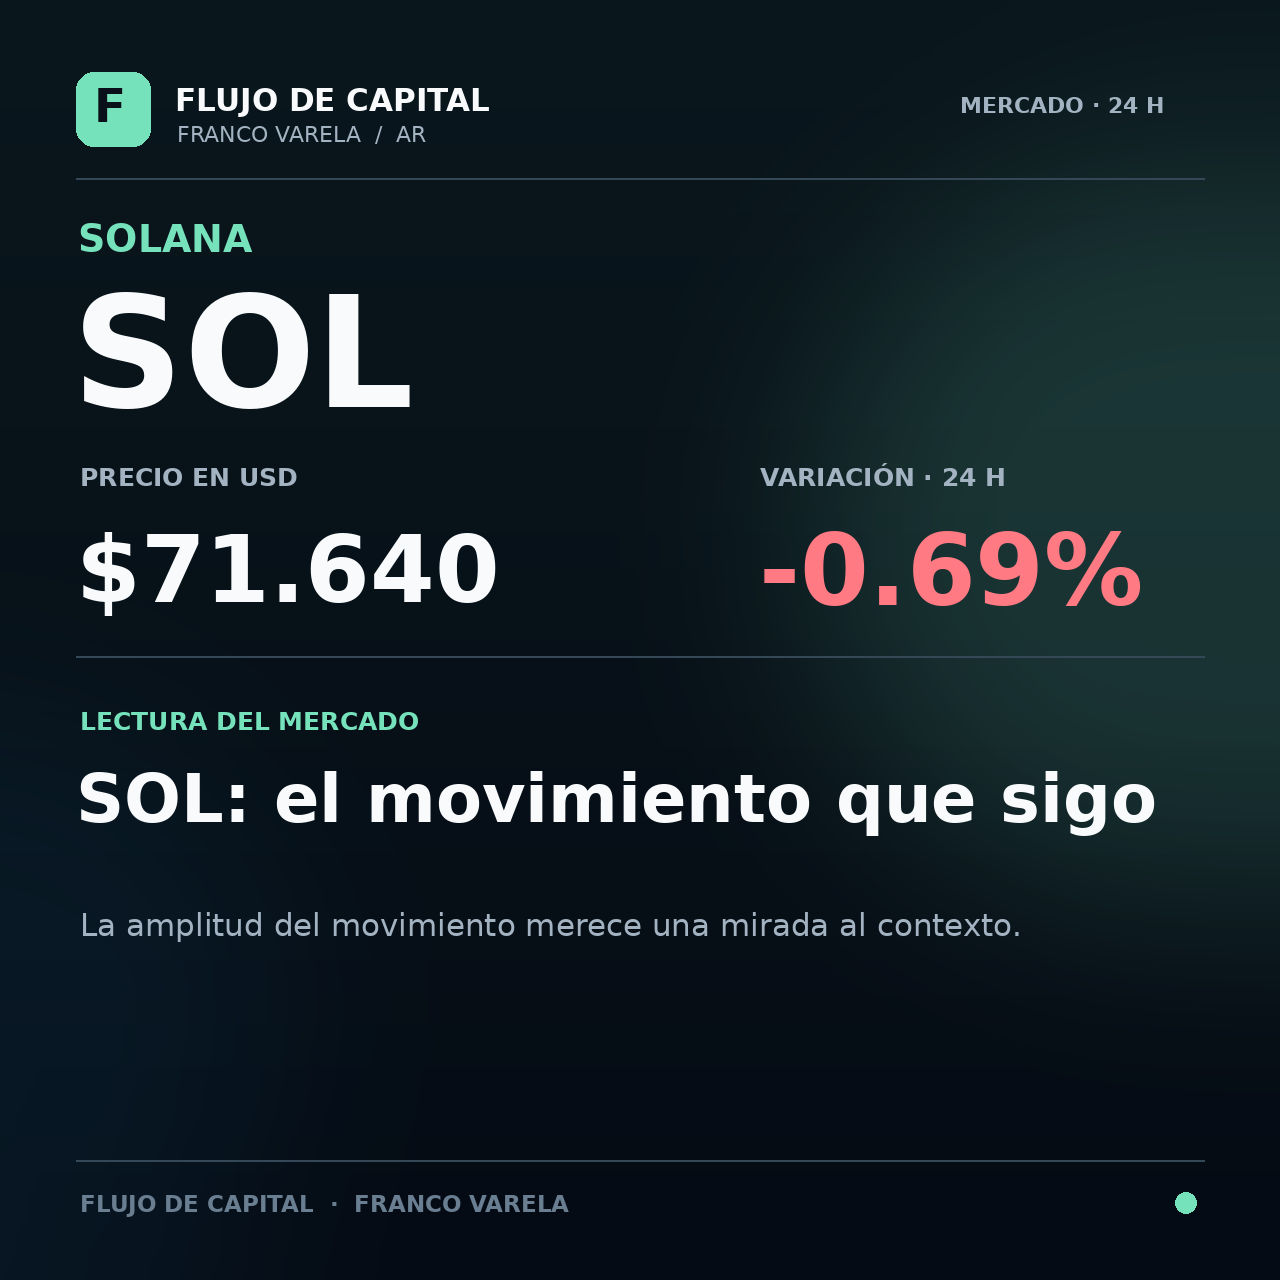 F
FLUJO DE CAPITAL
FRANCO VARELA / AR
MERCADO · 24 H
SOLANA
SOL
PRECIO EN USD
$71.640
VARIACIÓN · 24 H
-0.69%
LECTURA DEL MERCADO
SOL: el movimiento que sigo
La amplitud del movimiento merece una mirada al contexto.
FLUJO DE CAPITAL · FRANCO VARELA